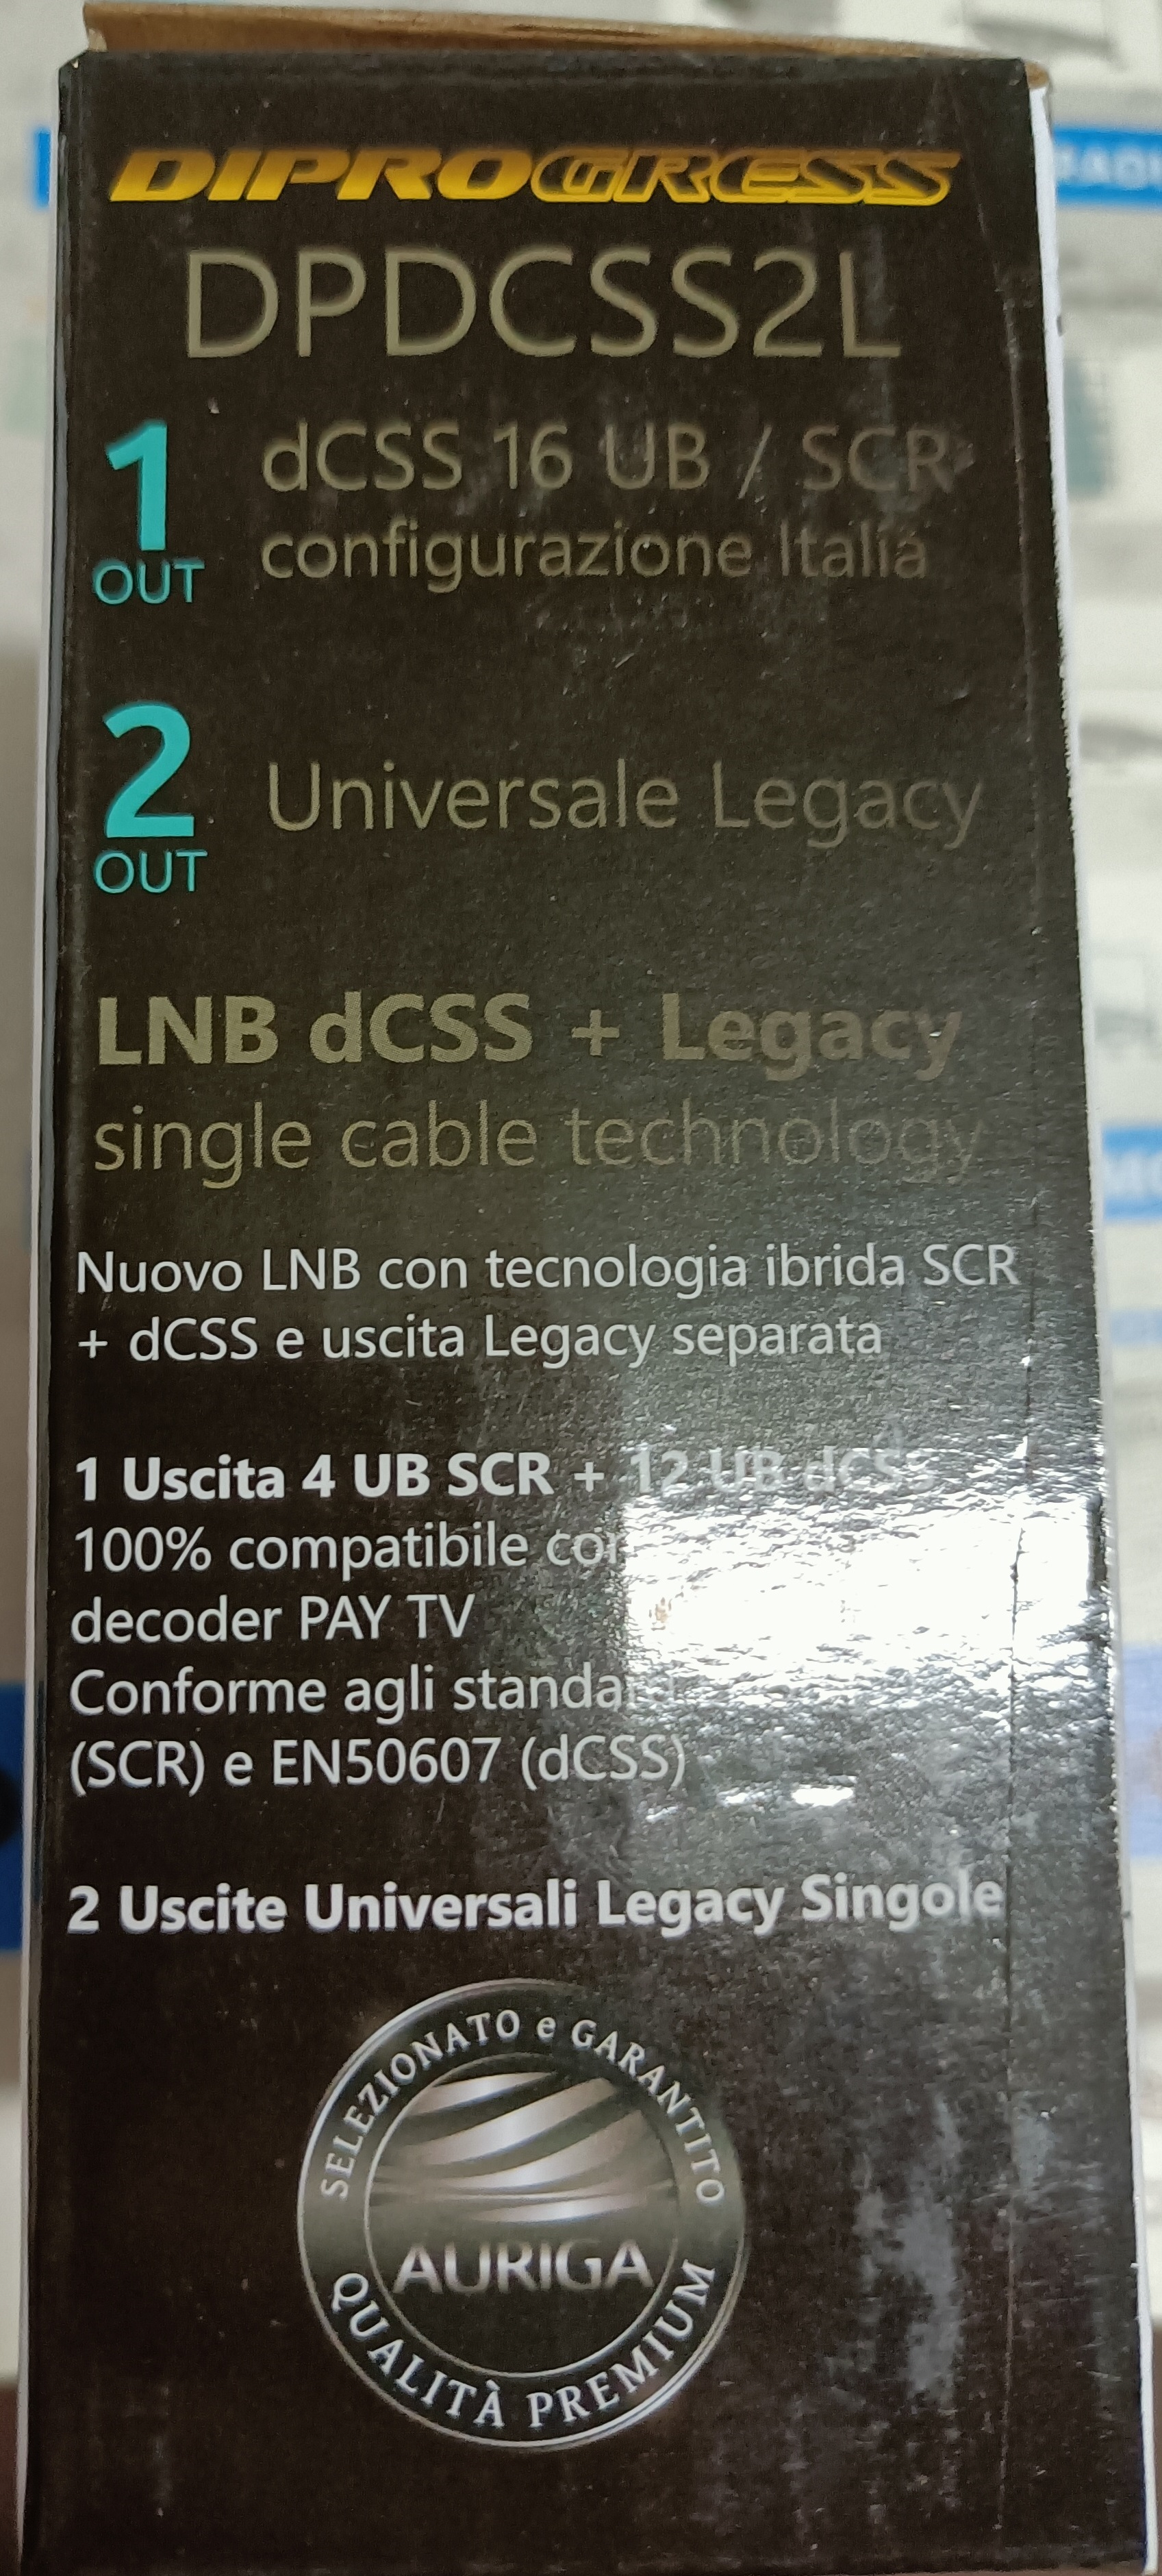 DIPROGRESS
DPDCSS2L
1 OUT
dCSS 16 UB / SCR
configurazione Italia
2 OUT
Universale Legacy
LNB dCSS + Legacy
single cable technology
Nuovo LNB con tecnologia ibrida SCR
+ dCSS e uscita Legacy separata
1 Uscita 4 UB SCR + 12 UB dCSS
100% compatibile con
decoder PAY TV
Conforme agli standard
(SCR) e EN50607 (dCSS)
2 Uscite Universali Legacy Singole
SELEZIONATO e GARANTITO
AURIGA
QUALITÀ PREMIUM